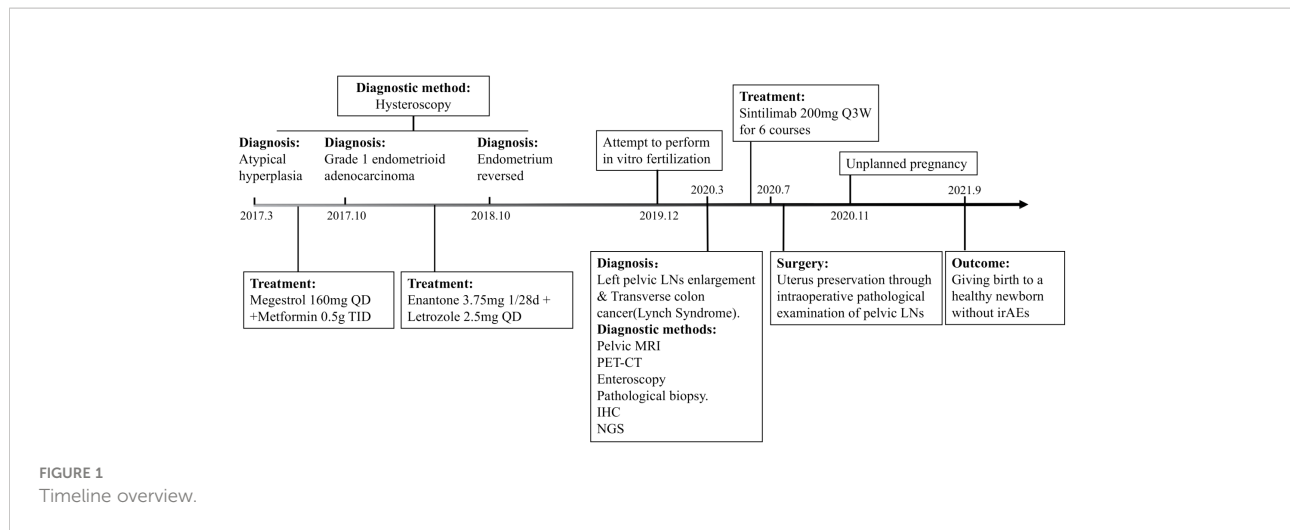 Diagnostic method:
Hysteroscopy
Diagnosis:
Atypical
hyperplasia
Diagnosis:
Grade 1 endometrioid
adenocarcinoma
Diagnosis:
Endometrium
reversed
Attempt to perform
in vitro fertilization
Treatment:
Sintilimab 200mg Q3W
for 6 courses
Unplanned pregnancy
2017.3
2017.10
2018.10
2019.12
2020.3
2020.7
2020.11
2021.9
Treatment:
Megestrol 160mg QD
+Metformin 0.5g TID
Treatment:
Enantone 3.75mg 1/28d +
Letrozole 2.5mg QD
Diagnosis:
Left pelvic LNs enlargement
& Transverse colon
cancer(Lynch Syndrome).
Diagnostic methods:
Pelvic MRI
PET-CT
Enteroscopy
Pathological biopsy.
IHC
NGS
Surgery:
Uterus preservation through
intraoperative pathological
examination of pelvic LNs
Outcome:
Giving birth to a
healthy newborn
without irAEs
FIGURE 1
Timeline overview.